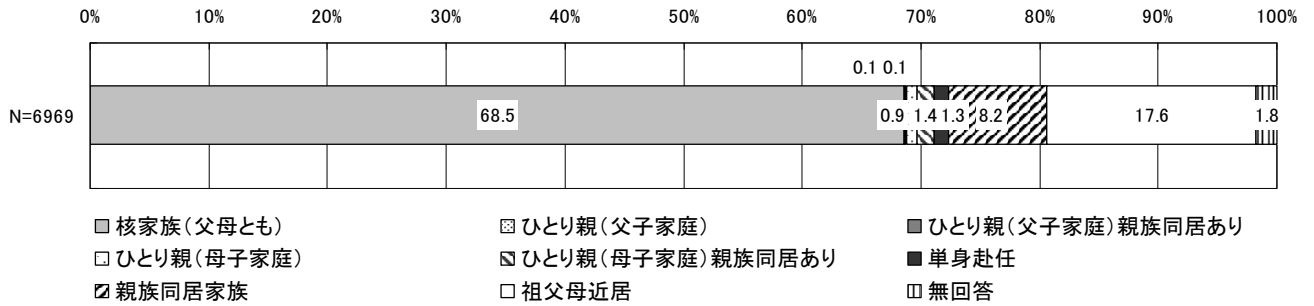 0% 10% 20% 30% 40% 50% 60% 70% 80% 90% 100%
0.1 0.1
N=6969 68.5 0.9 1.4 1.3 8.2 17.6 1.8
核家族(父母とも) ひとり親(父子家庭) ひとり親(父子家庭)親族同居あり
ひとり親(母子家庭) ひとり親(母子家庭)親族同居あり 単身赴任
親族同居家族 祖父母近居 無回答